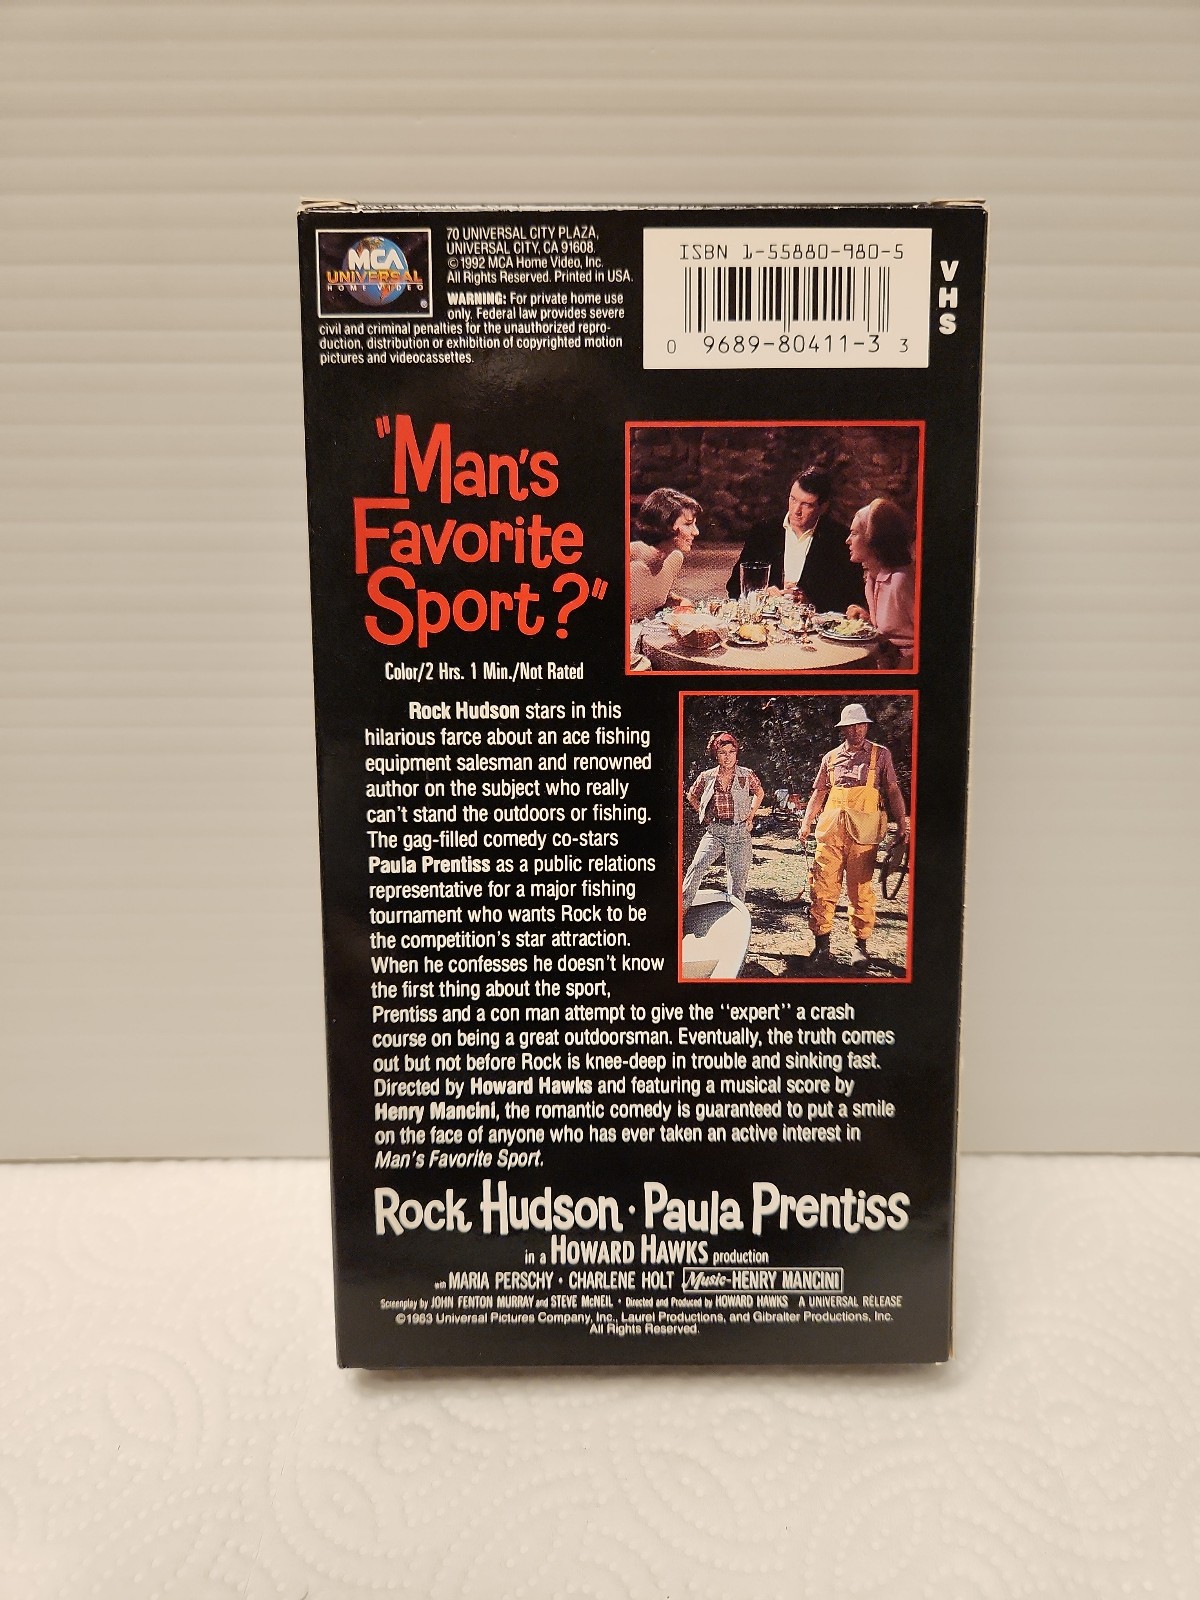 MCA
UNIVERSAL
HOME VIDEO
®
70 UNIVERSAL CITY PLAZA,
UNIVERSAL CITY, CA 91608.
©1992 MCA Home Video, Inc.
All Rights Reserved. Printed in USA.
WARNING: For private home use
only. Federal law provides severe
civil and criminal penalties for the unauthorized repro-
duction, distribution or exhibition of copyrighted motion
pictures and videocassettes.
ISBN 1-55880-980-5
0 9689-80411-3 3
VHS
"Man's
Favorite
Sport?"
Color/2 Hrs. 1 Min./Not Rated
Rock Hudson stars in this
hilarious farce about an ace fishing
equipment salesman and renowned
author on the subject who really
can't stand the outdoors or fishing.
The gag-filled comedy co-stars
Paula Prentiss as a public relations
representative for a major fishing
tournament who wants Rock to be
the competition's star attraction.
When he confesses he doesn't know
the first thing about the sport,
Prentiss and a con man attempt to give the "expert" a crash
course on being a great outdoorsman. Eventually, the truth comes
out but not before Rock is knee-deep in trouble and sinking fast.
Directed by Howard Hawks and featuring a musical score by
Henry Mancini, the romantic comedy is guaranteed to put a smile
on the face of anyone who has ever taken an active interest in
Man's Favorite Sport.
Rock Hudson · Paula Prentiss
in a HOWARD HAWKS production
with MARIA PERSCHY · CHARLENE HOLT Music-HENRY MANCINI
Screenplay by JOHN FENTON MURRAY and STEVE McNEIL · Directed and Produced by HOWARD HAWKS A UNIVERSAL RELEASE
©1963 Universal Pictures Company, Inc., Laurel Productions, and Gibralter Productions, Inc.
All Rights Reserved.